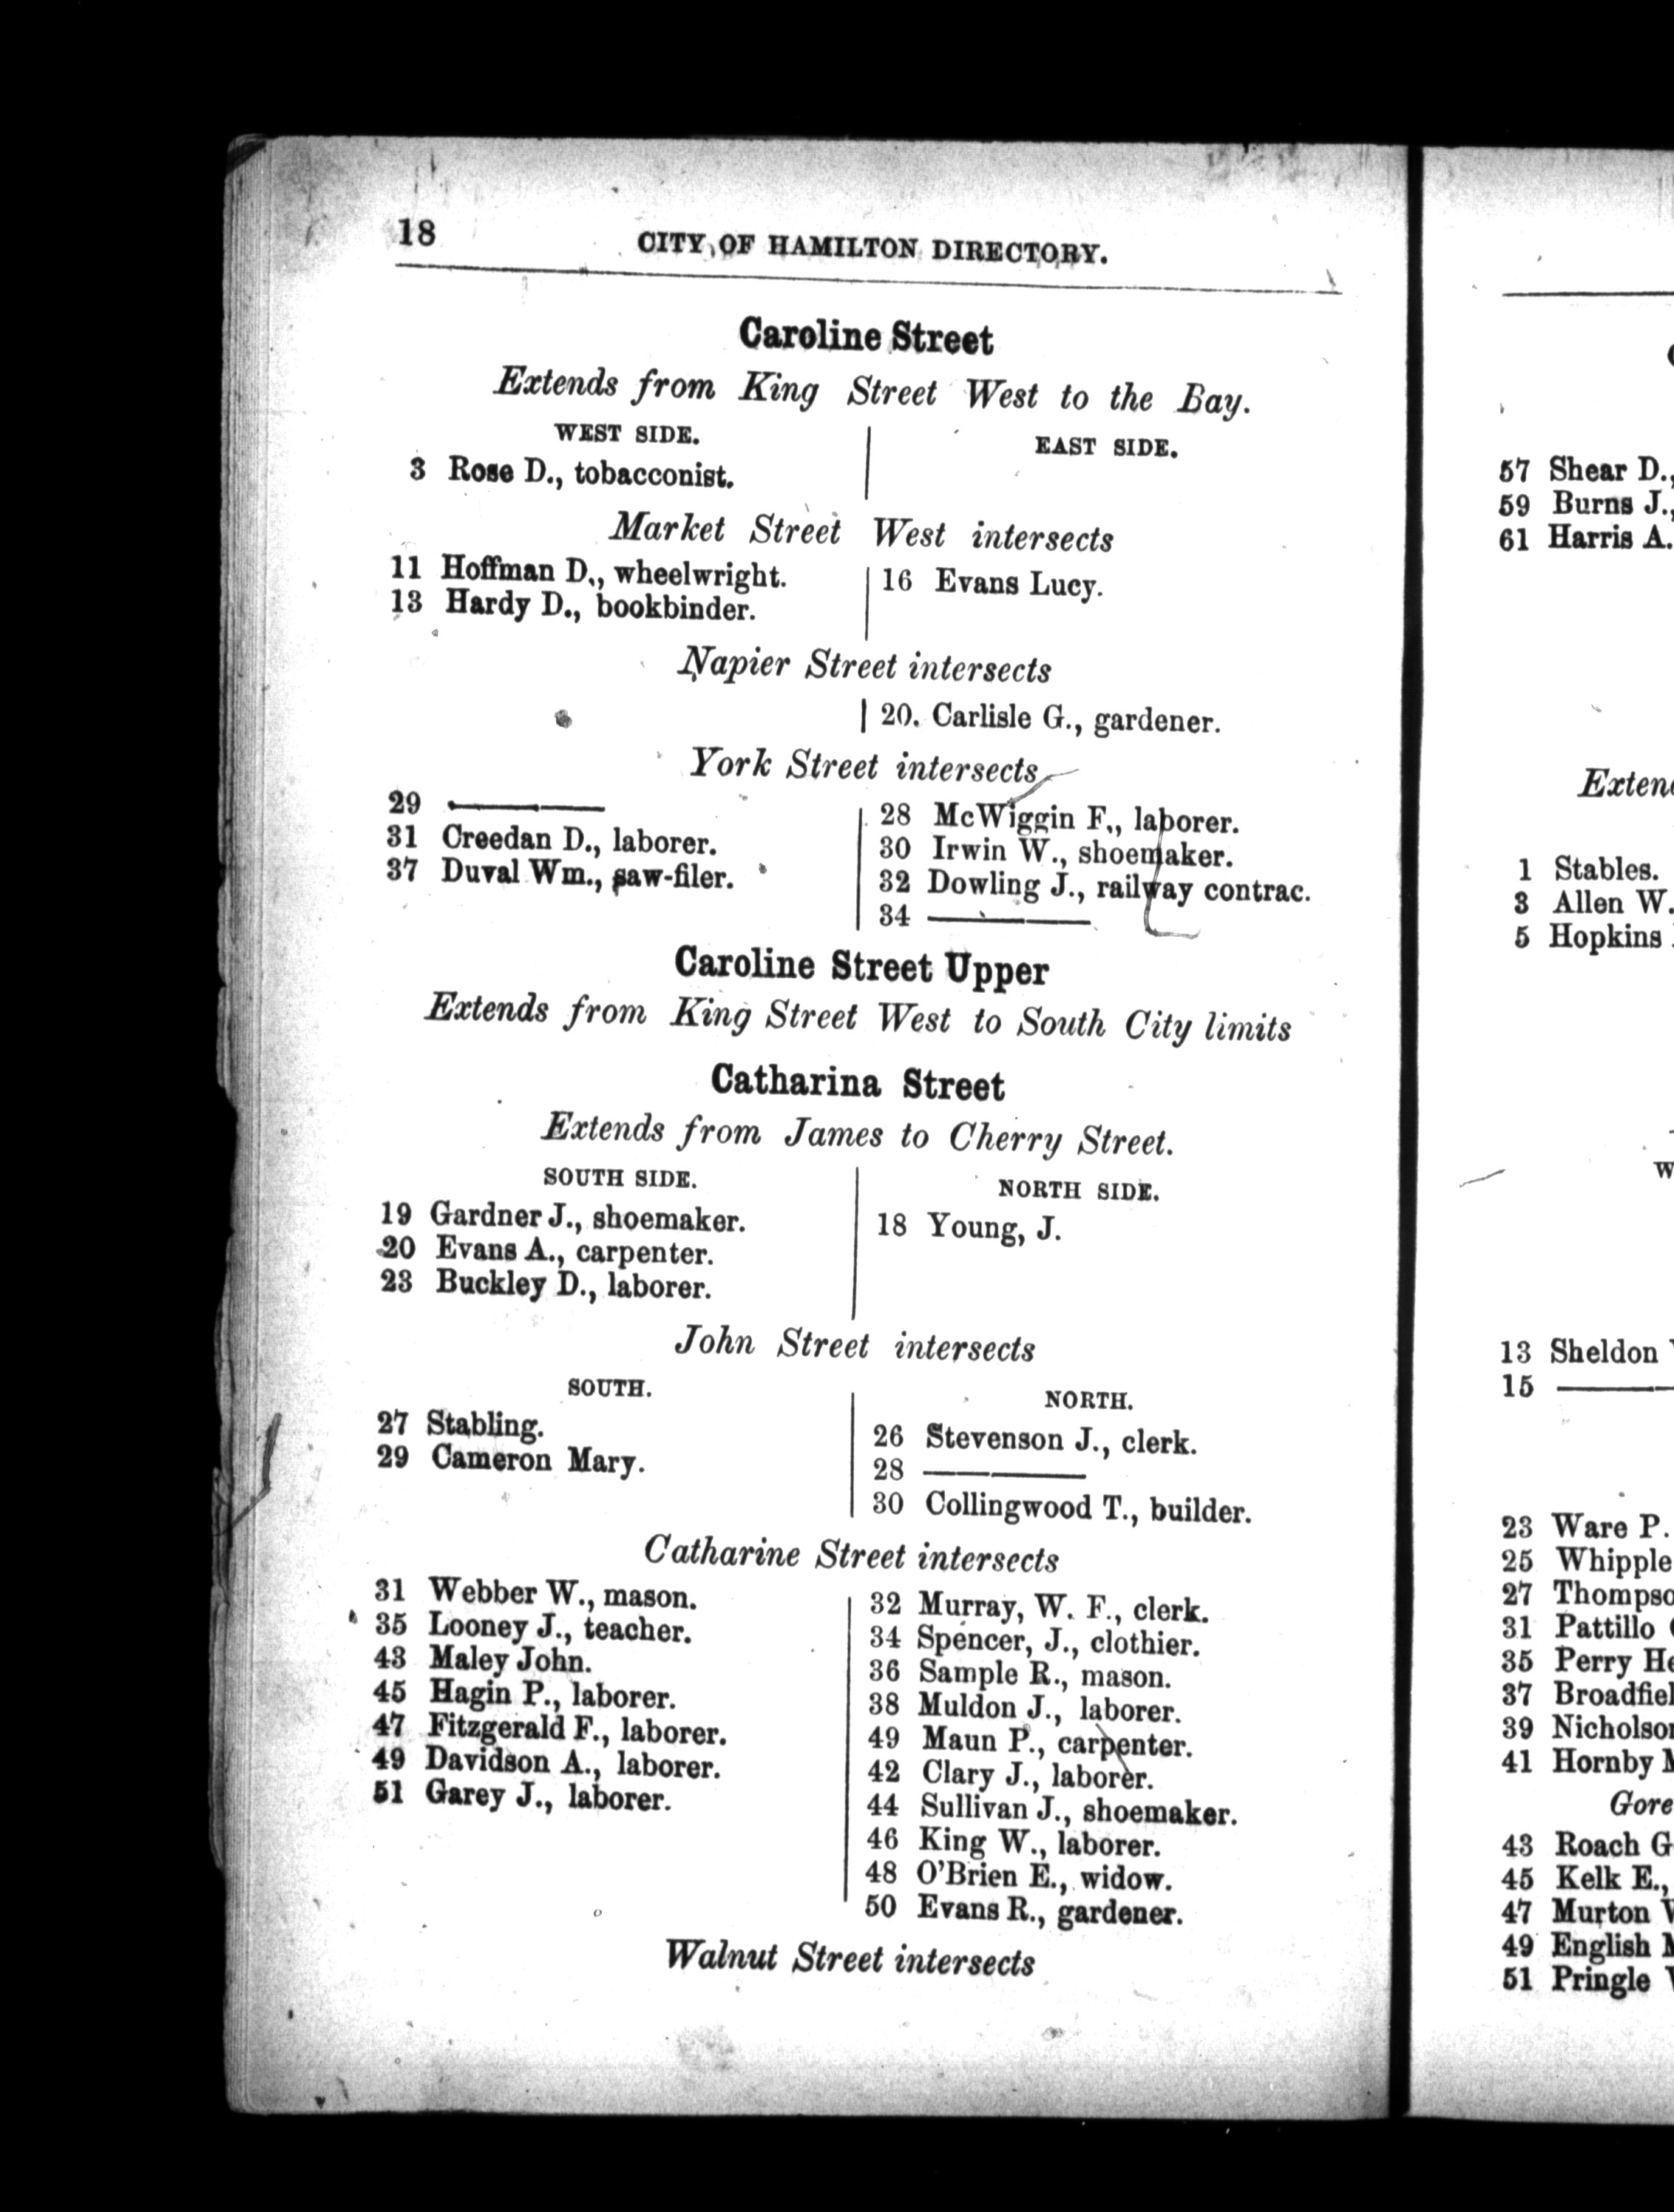 18
CITY OF HAMILTON DIRECTORY.
Caroline Street
Extends from King Street West to the Bay.
WEST SIDE.
3 Rose D., tobacconist.
EAST SIDE.
Market Street West intersects
11 Hoffman D., wheelwright.
13 Hardy D., bookbinder.
16 Evans Lucy.
Napier Street intersects
20. Carlisle G., gardener.
York Street intersects
29 ————
31 Creedan D., laborer.
37 Duval Wm., saw-filer.
28 McWiggin F., laborer.
30 Irwin W., shoemaker.
32 Dowling J., railway contrac.
34 ————
Caroline Street Upper
Extends from King Street West to South City limits
Catharina Street
Extends from James to Cherry Street.
SOUTH SIDE.
19 Gardner J., shoemaker.
20 Evans A., carpenter.
23 Buckley D., laborer.
NORTH SIDE.
18 Young, J.
John Street intersects
SOUTH.
27 Stabling.
29 Cameron Mary.
NORTH.
26 Stevenson J., clerk.
28 ————
30 Collingwood T., builder.
Catharine Street intersects
31 Webber W., mason.
35 Looney J., teacher.
43 Maley John.
45 Hagin P., laborer.
47 Fitzgerald F., laborer.
49 Davidson A., laborer.
51 Garey J., laborer.
32 Murray, W. F., clerk.
34 Spencer, J., clothier.
36 Sample R., mason.
38 Muldon J., laborer.
49 Maun P., carpenter.
42 Clary J., laborer.
44 Sullivan J., shoemaker.
46 King W., laborer.
48 O'Brien E., widow.
50 Evans R., gardener.
Walnut Street intersects
57 Shear D.,
59 Burns J.,
61 Harris A.
1 Stables.
3 Allen W.
5 Hopkins
13 Sheldon
15 ————
23 Ware P.
25 Whipple
27
31 Pattillo
35 Perry
37
39
41 Hornby
Gore
43 Roach G
45 Kelk E.,
47 Murton
49 English
51 Pringle